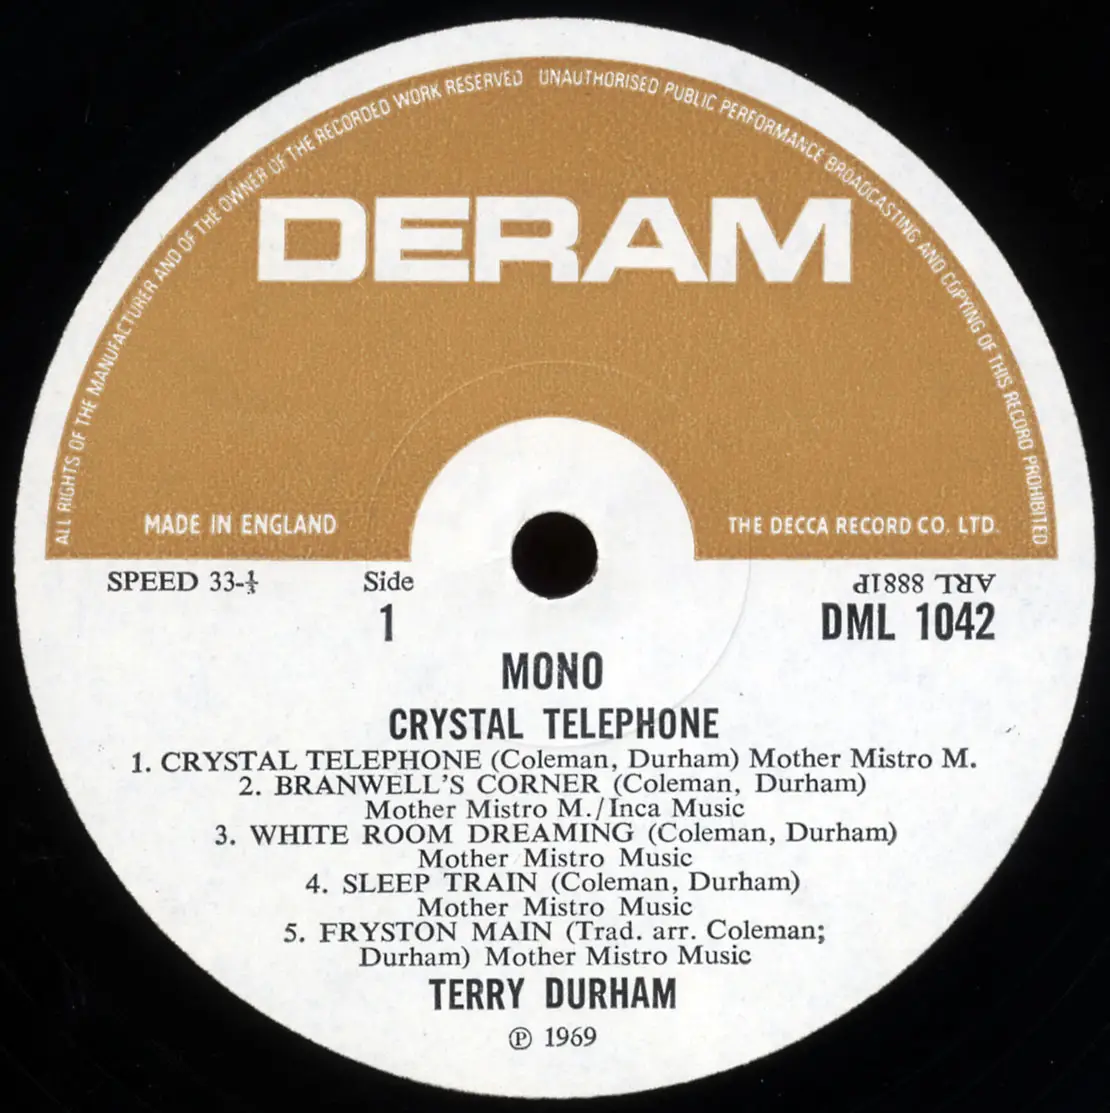 ALL RIGHTS OF THE MANUFACTURER AND OF THE OWNER OF THE RECORDED WORK RESERVED UNAUTHORISED PUBLIC PERFORMANCE BROADCASTING AND COPYING OF THIS RECORD PROHIBITED
DERAM
MADE IN ENGLAND THE DECCA RECORD CO. LTD.
SPEED 33-⅓ Side ARL 8881P
1 DML 1042
MONO
CRYSTAL TELEPHONE
1. CRYSTAL TELEPHONE (Coleman, Durham) Mother Mistro M.
2. BRANWELL'S CORNER (Coleman, Durham)
Mother Mistro M./Inca Music
3. WHITE ROOM DREAMING (Coleman, Durham)
Mother Mistro Music
4. SLEEP TRAIN (Coleman, Durham)
Mother Mistro Music
5. FRYSTON MAIN (Trad. arr. Coleman;
Durham) Mother Mistro Music
TERRY DURHAM
℗ 1969